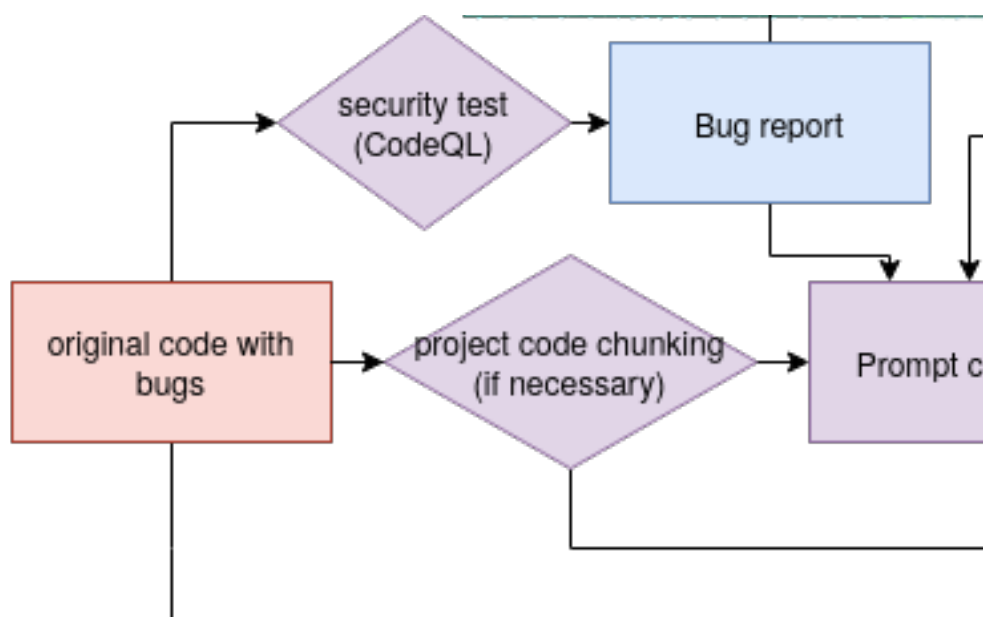 security test
(CodeQL)
Bug report
original code with
bugs
project code chunking
(if necessary)
Prompt c